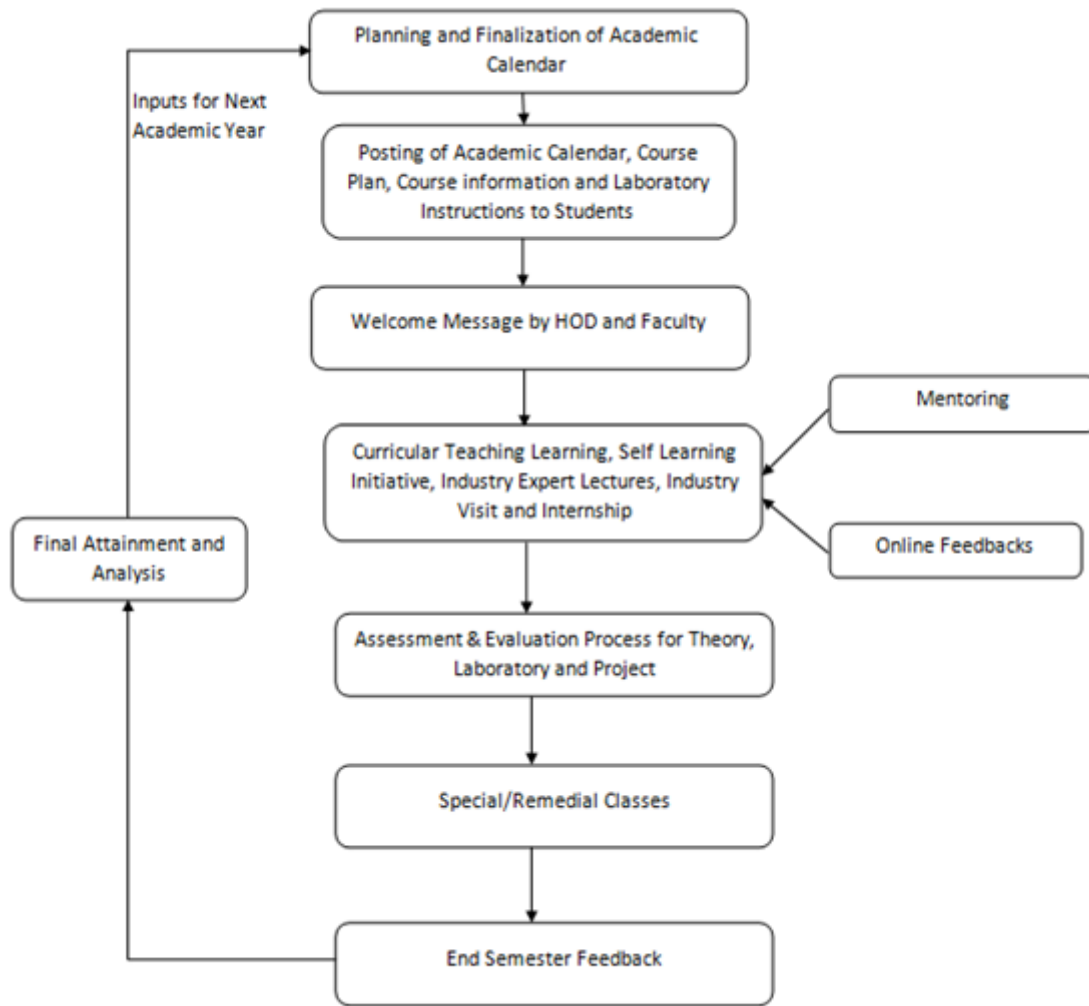 Planning and Finalization of Academic
Calendar
Inputs for Next
Academic Year
Posting of Academic Calendar, Course
Plan, Course information and Laboratory
Instructions to Students
Welcome Message by HOD and Faculty
Mentoring
Curricular Teaching Learning, Self Learning
Initiative, Industry Expert Lectures, Industry
Visit and Internship
Online Feedbacks
Final Attainment and
Analysis
Assessment & Evaluation Process for Theory,
Laboratory and Project
Special/Remedial Classes
End Semester Feedback